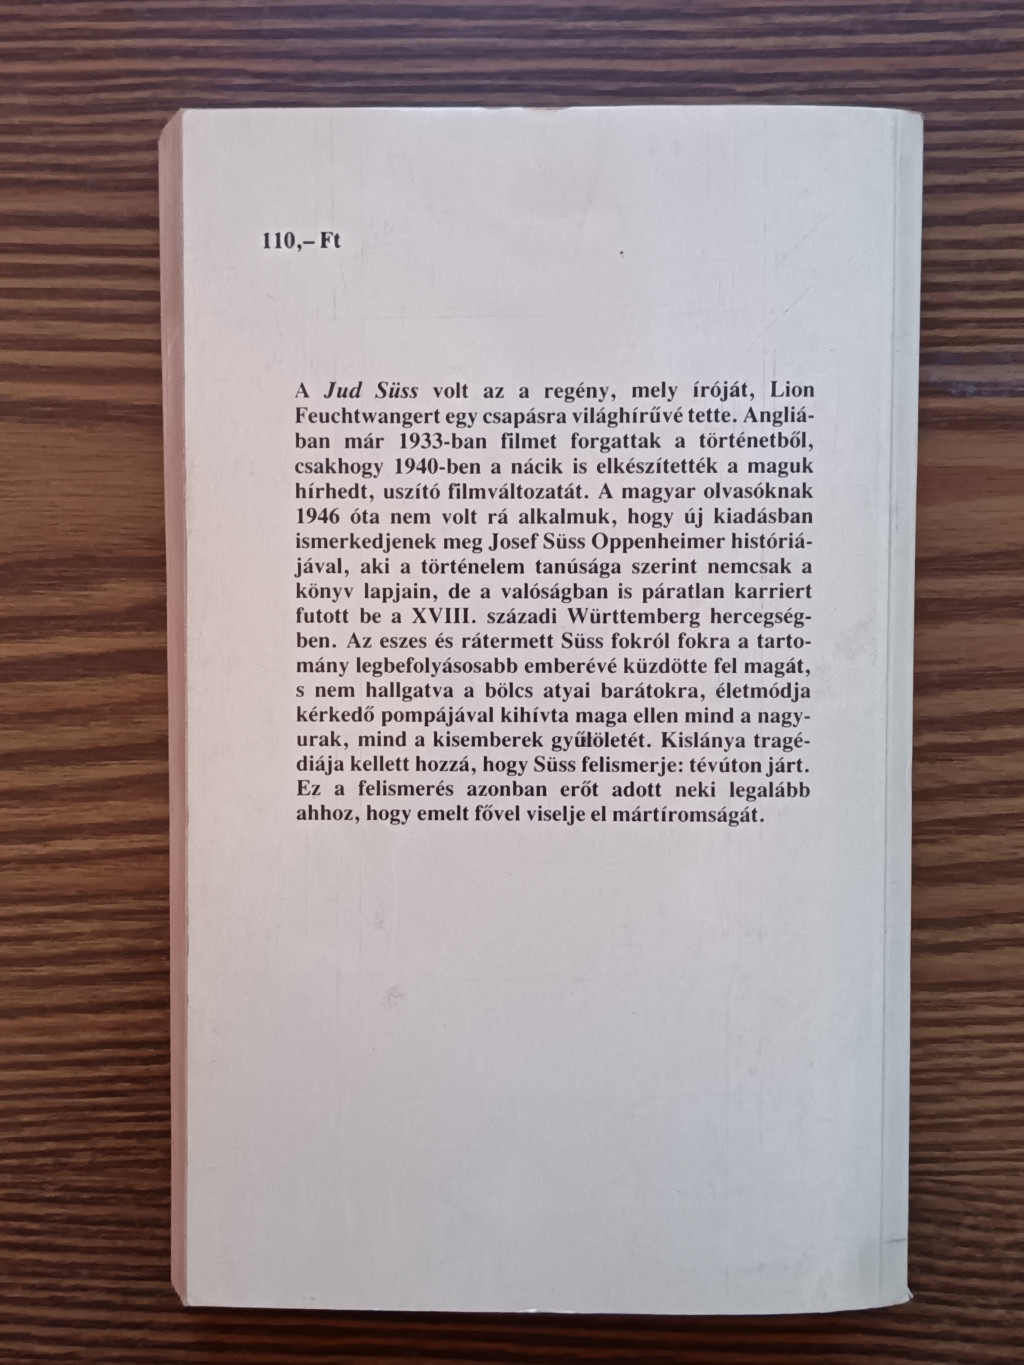 110,– Ft
A Jud Süss volt az a regény, mely íróját, Lion
Feuchtwangert egy csapásra világhírűvé tette. Angliá-
ban már 1933-ban filmet forgattak a történetből,
csakhogy 1940-ben a nácik is elkészítették a maguk
hírhedt, uszító filmváltozatát. A magyar olvasóknak
1946 óta nem volt rá alkalmuk, hogy új kiadásban
ismerkedjenek meg Josef Süss Oppenheimer históriá-
jával, aki a történelem tanúsága szerint nemcsak a
könyv lapjain, de a valóságban is páratlan karriert
futott be a XVIII. századi Württemberg hercegség-
ben. Az eszes és rátermett Süss fokról fokra a tarto-
mány legbefolyásosabb emberévé küzdötte fel magát,
s nem hallgatva a bölcs atyai barátokra, életmódja
kérkedő pompájával kihívta maga ellen mind a nagy-
urak, mind a kisemberek gyűlöletét. Kislánya tragé-
diája kellett hozzá, hogy Süss felismerje: tévúton járt.
Ez a felismerés azonban erőt adott neki legalább
ahhoz, hogy emelt fővel viselje el mártíromságát.